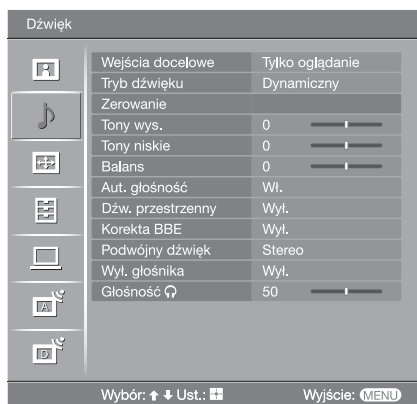 Dźwięk
Wejścia docelowe Tylko oglądanie
Tryb dźwięku Dynamiczny
Zerowanie
Tony wys. 0
Tony niskie 0
Balans 0
Aut. głośność Wł.
Dźw. przestrzenny Wył.
Korekta BBE Wył.
Podwójny dźwięk Stereo
Wył. głośnika Wył.
Głośność 50
A
D
Wybór: Ust.: Wyjście: MENU